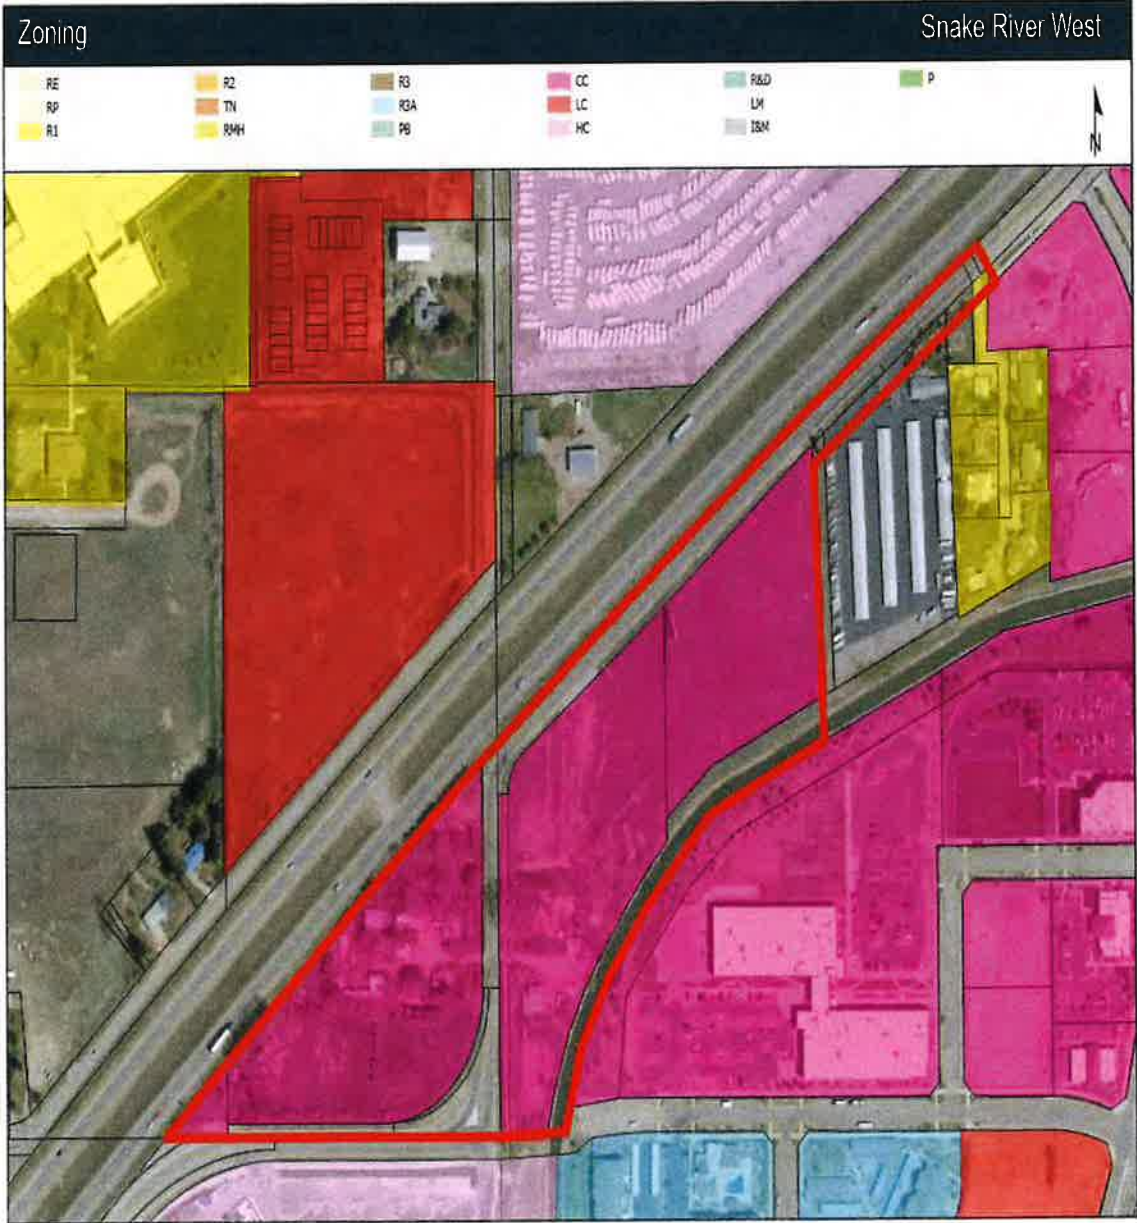 Zoning
Snake River West
RE R2 R3 CC R&D P
RP TN R3A LC LM
R1 RMH PB HC I&M
N